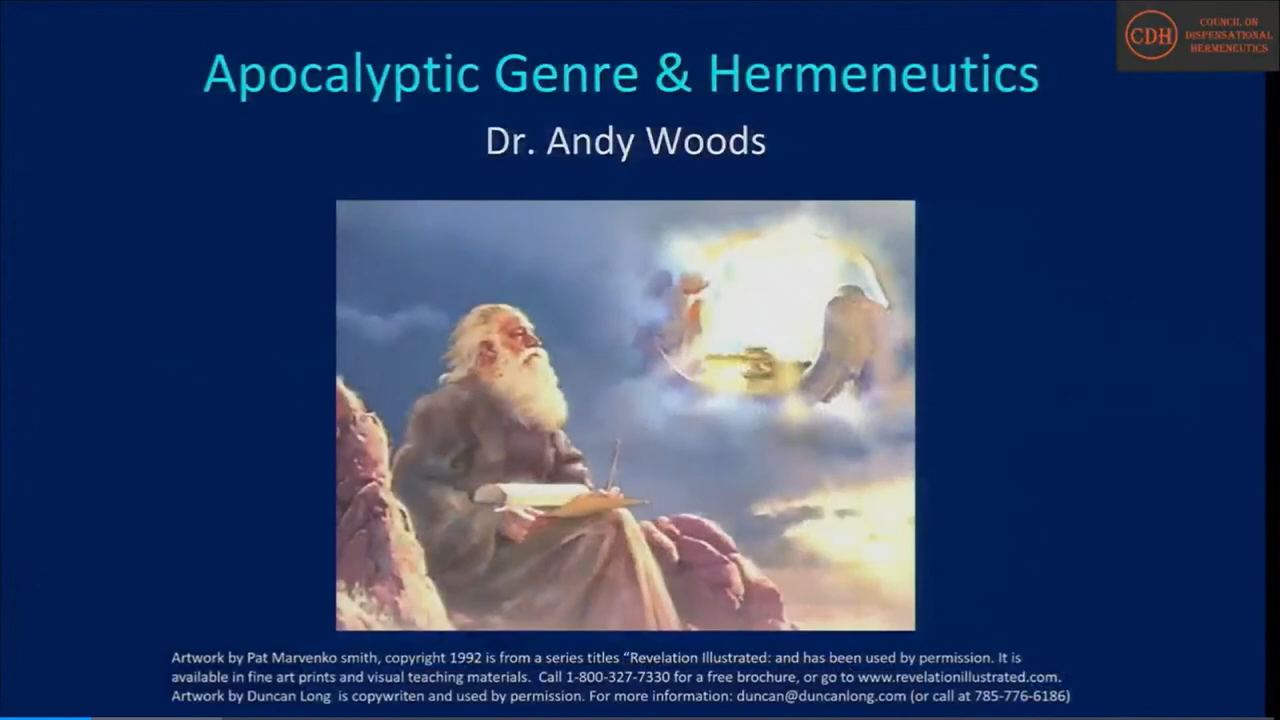 CDH
COUNCIL ON
DISPENSATIONAL
HERMENEUTICS
Apocalyptic Genre & Hermeneutics
Dr. Andy Woods
Artwork by Pat Marvenko smith, copyright 1992 is from a series titles “Revelation Illustrated: and has been used by permission. It is
available in fine art prints and visual teaching materials.  Call 1-800-327-7330 for a free brochure, or go to www.revelationillustrated.com.
Artwork by Duncan Long  is copywriten and used by permission. For more information: duncan@duncanlong.com (or call at 785-776-6186)